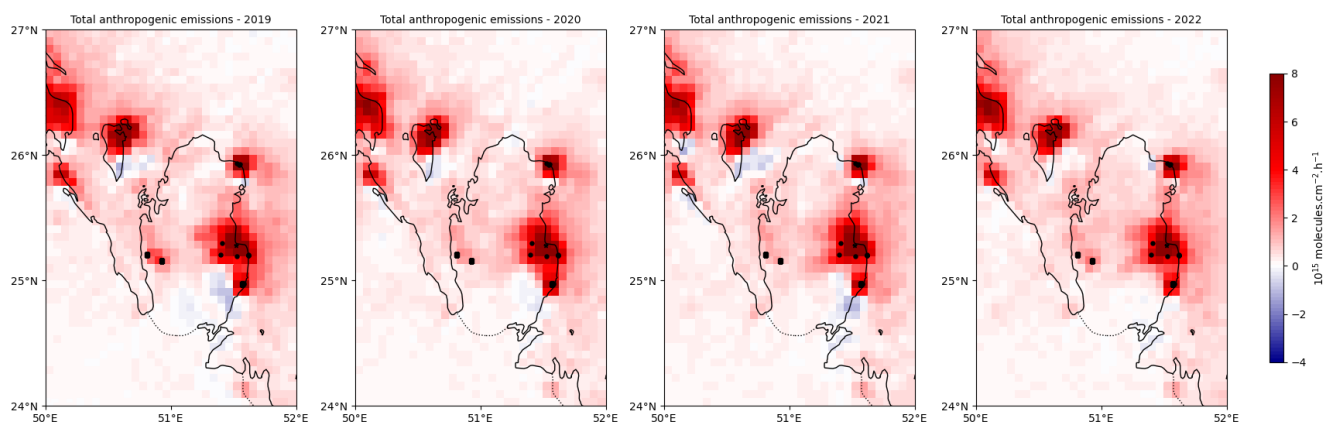 Total anthropogenic emissions - 2019
Total anthropogenic emissions - 2020
Total anthropogenic emissions - 2021
Total anthropogenic emissions - 2022
27°N
26°N
25°N
24°N
50°E
51°E
52°E
27°N
26°N
25°N
24°N
50°E
51°E
52°E
27°N
26°N
25°N
24°N
50°E
51°E
52°E
27°N
26°N
25°N
24°N
50°E
51°E
52°E
8
6
4
2
0
−2
−4
10¹⁵ molecules.cm⁻².h⁻¹